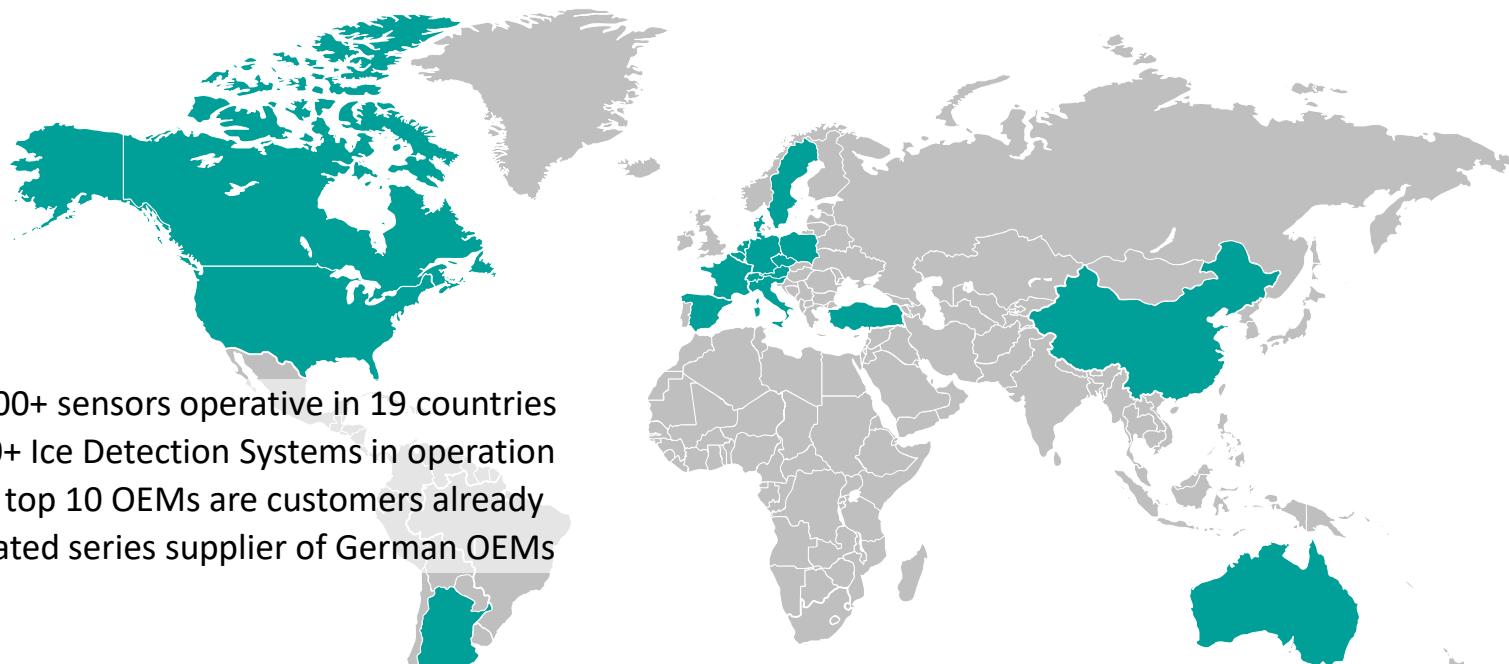 00+ sensors operative in 19 countries
0+ Ice Detection Systems in operation
top 10 OEMs are customers already
ated series supplier of German OEMs